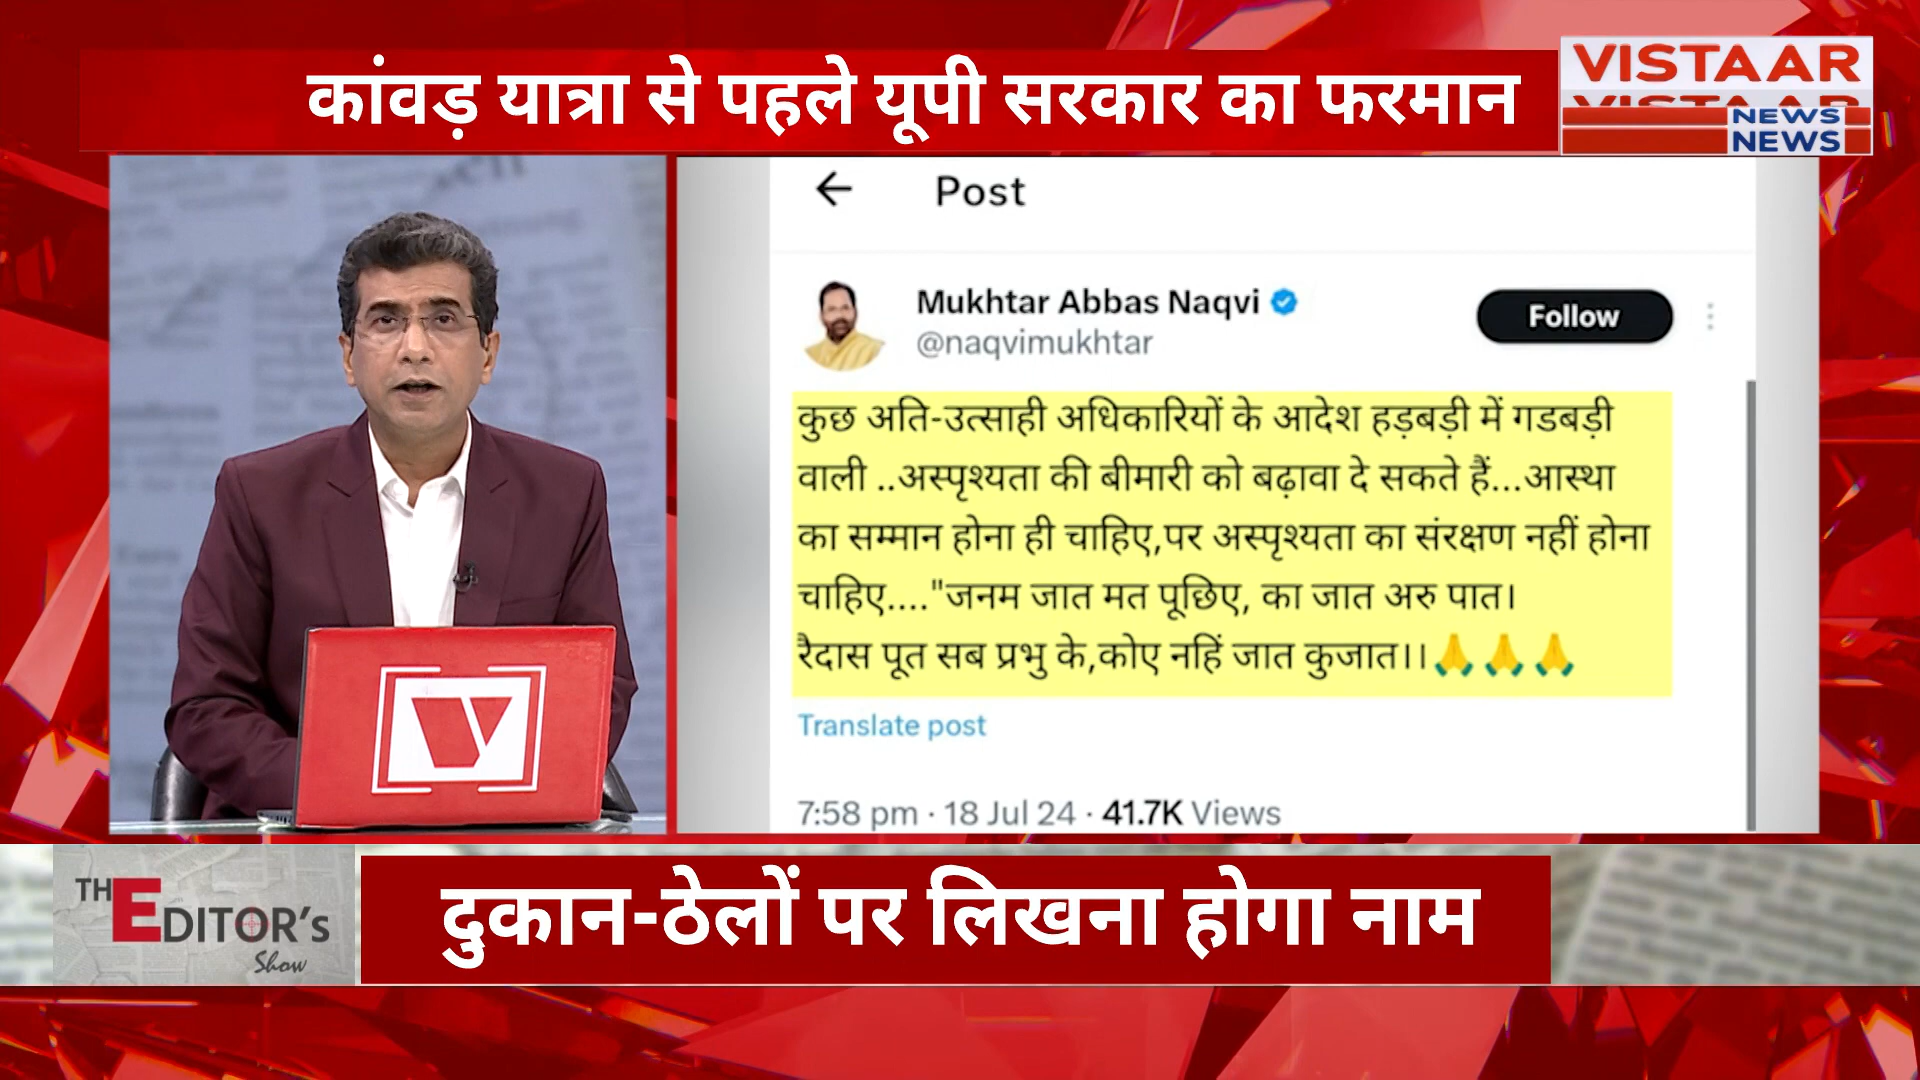 कांवड़ यात्रा से पहले यूपी सरकार का फरमान
VISTAAR
VISTAAR
NEWS
NEWS
Post
Mukhtar Abbas Naqvi
@naqvimukhtar
Follow
कुछ अति-उत्साही अधिकारियों के आदेश हड़बड़ी में गडबड़ी
वाली ..अस्पृश्यता की बीमारी को बढ़ावा दे सकते हैं...आस्था
का सम्मान होना ही चाहिए,पर अस्पृश्यता का संरक्षण नहीं होना
चाहिए...."जनम जात मत पूछिए, का जात अरु पात।
रैदास पूत सब प्रभु के,कोए नहिं जात कुजात।।🙏🙏🙏
Translate post
7:58 pm · 18 Jul 24 · 41.7K Views
THE EDITOR's
Show
दुकान-ठेलों पर लिखना होगा नाम